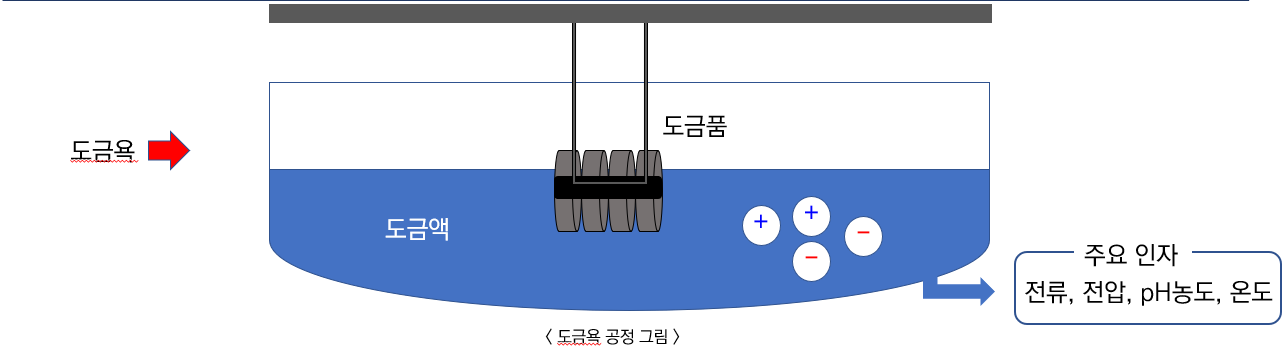 도금품
도금욕
도금액
+
+
−
−
주요 인자
전류, 전압, pH농도, 온도
< 도금욕 공정 그림 >